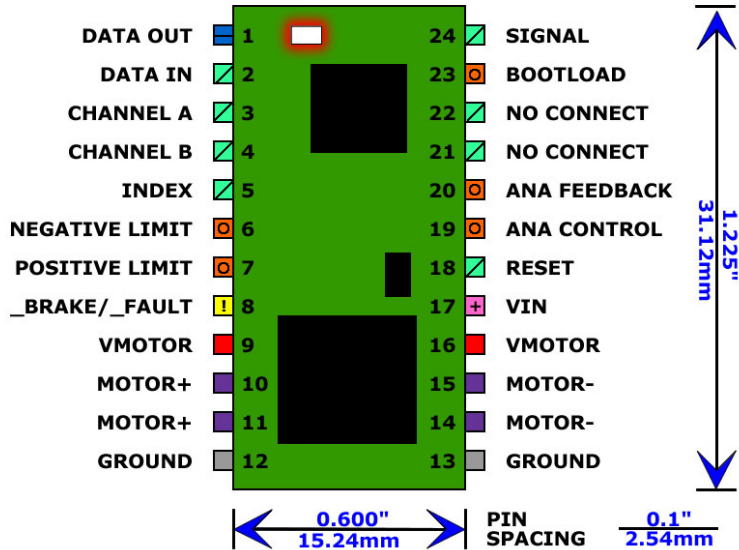 DATA OUT 1 24 SIGNAL
DATA IN 2 23 BOOTLOAD
CHANNEL A 3 22 NO CONNECT
CHANNEL B 4 21 NO CONNECT
INDEX 5 20 ANA FEEDBACK
NEGATIVE LIMIT 6 19 ANA CONTROL
POSITIVE LIMIT 7 18 RESET
_BRAKE/_FAULT ! 8 17 + VIN
VMOTOR 9 16 VMOTOR
MOTOR+ 10 15 MOTOR-
MOTOR+ 11 14 MOTOR-
GROUND 12 13 GROUND
1.225"
31.12mm
0.600"
15.24mm
PIN SPACING
0.1"
2.54mm